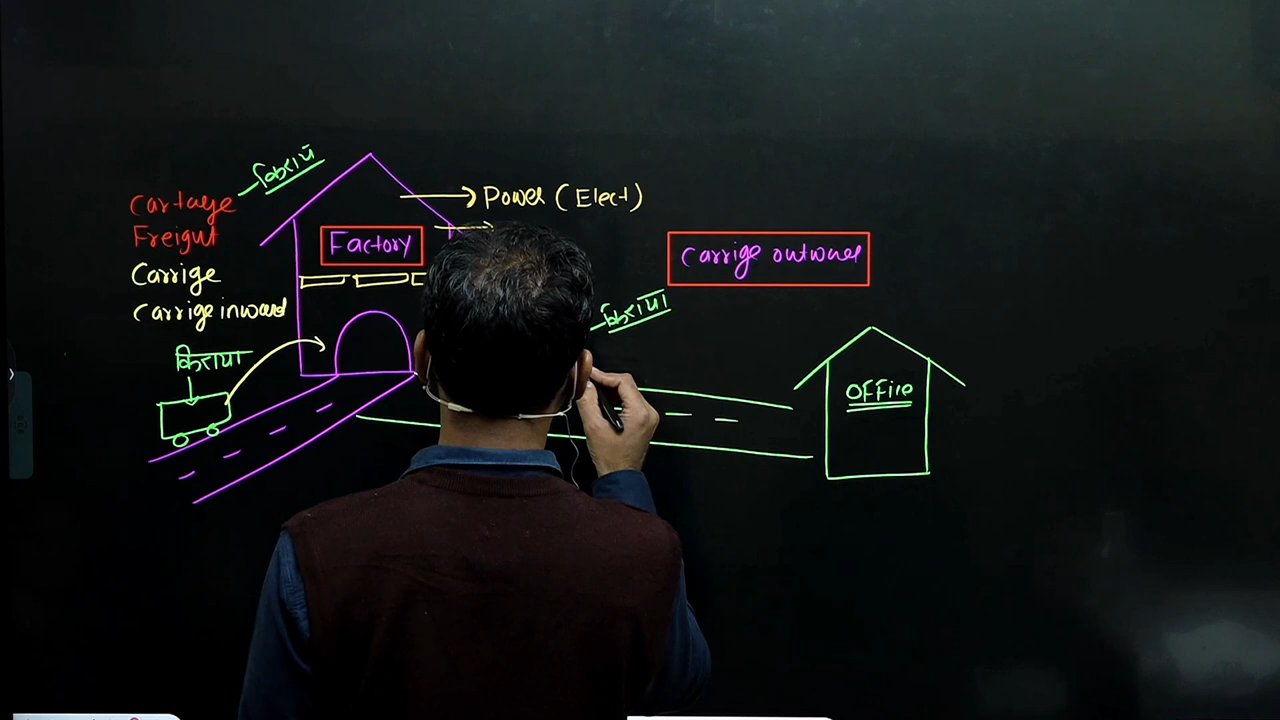 किराये
Cartage
Freight
Carrige
Carrige inward
किराया
Factory
Power (Elect)
Carrige outward
किराया
OFFice